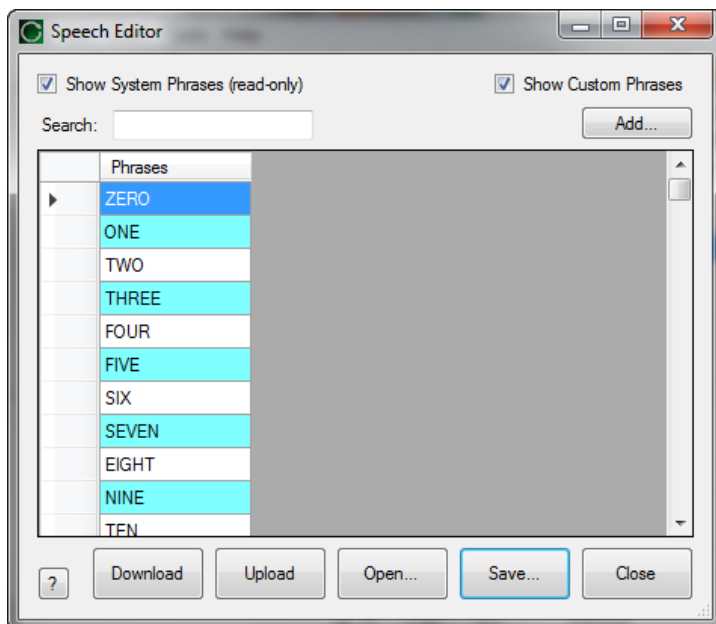 Speech Editor
Show System Phrases (read-only) Show Custom Phrases
Search: Add...
Phrases
ZERO
ONE
TWO
THREE
FOUR
FIVE
SIX
SEVEN
EIGHT
NINE
TEN
? Download Upload Open... Save... Close